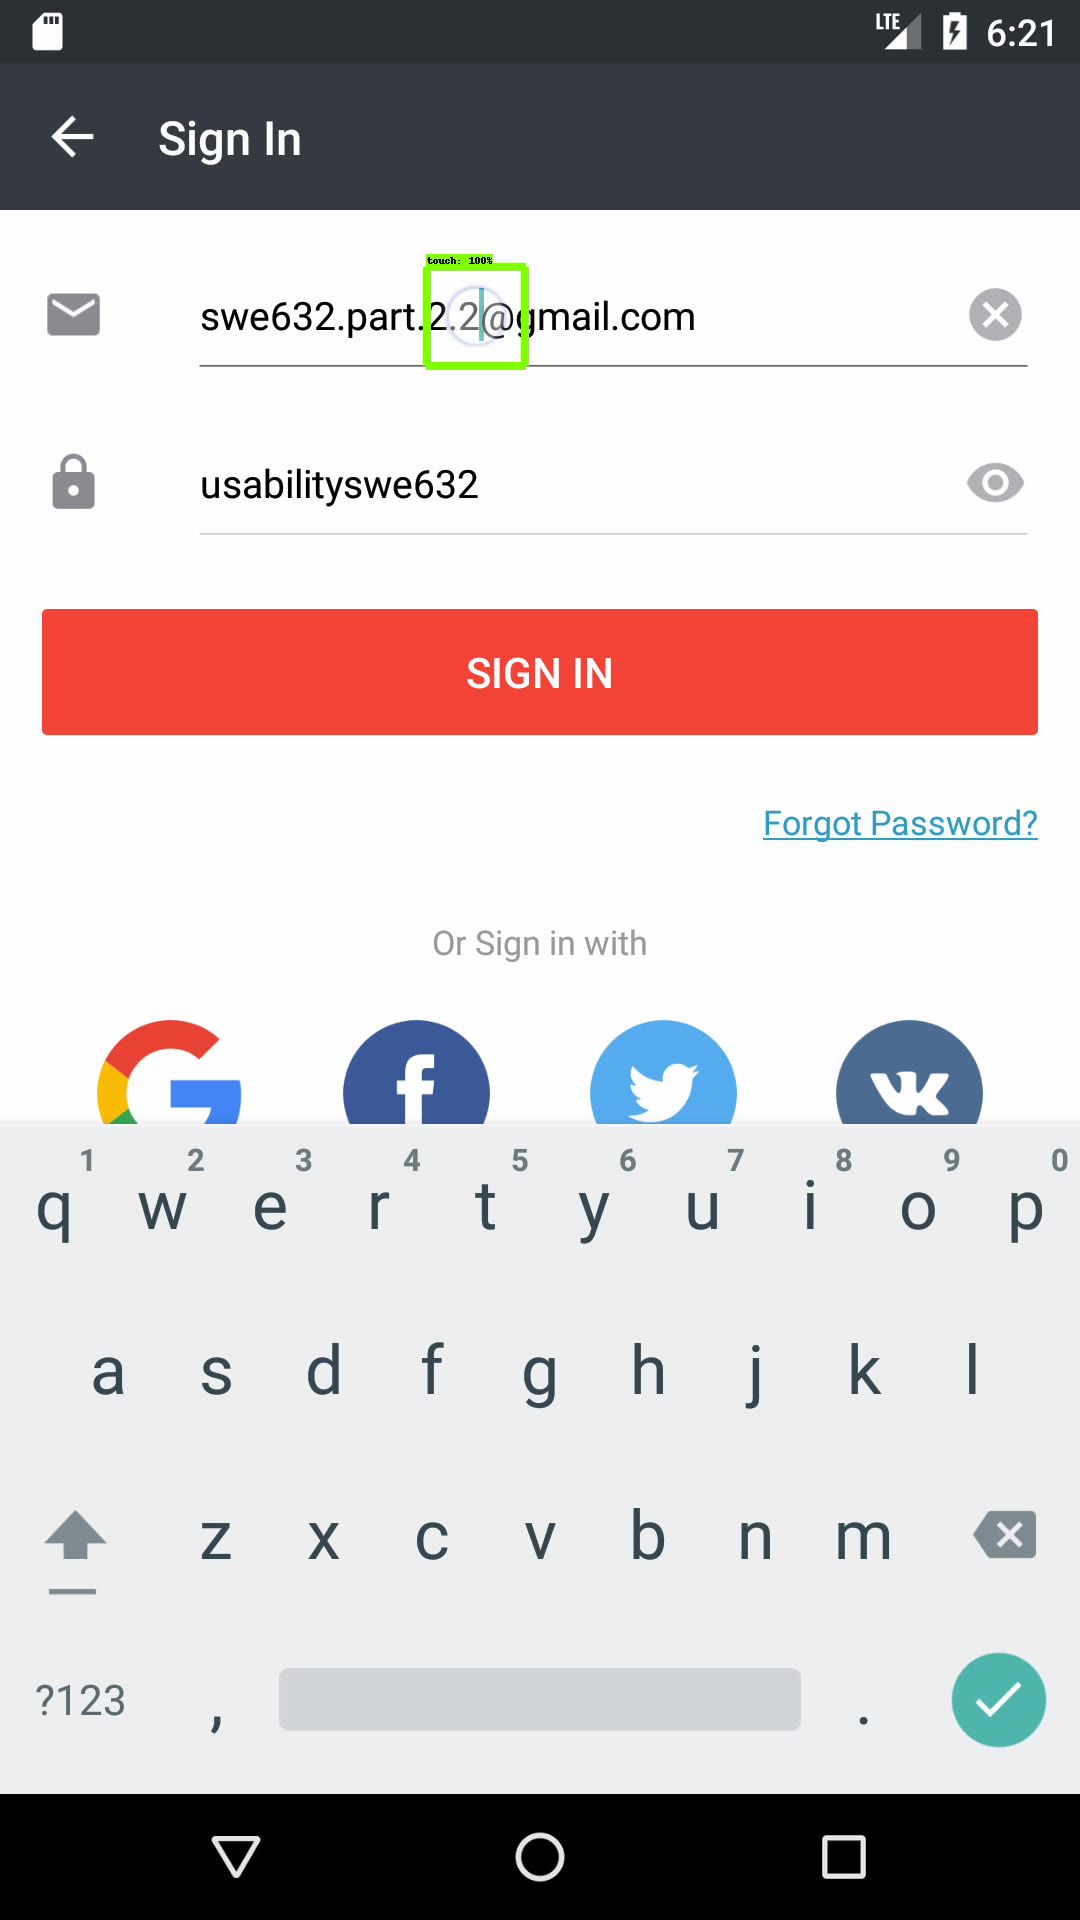 LTE 6:21
Sign In
touch: 100%
swe632.part.2.2@gmail.com
usabilityswe632
SIGN IN
Forgot Password?
Or Sign in with
1 2 3 4 5 6 7 8 9 0
q w e r t y u i o p
a s d f g h j k l
z x c v b n m
?123 , .